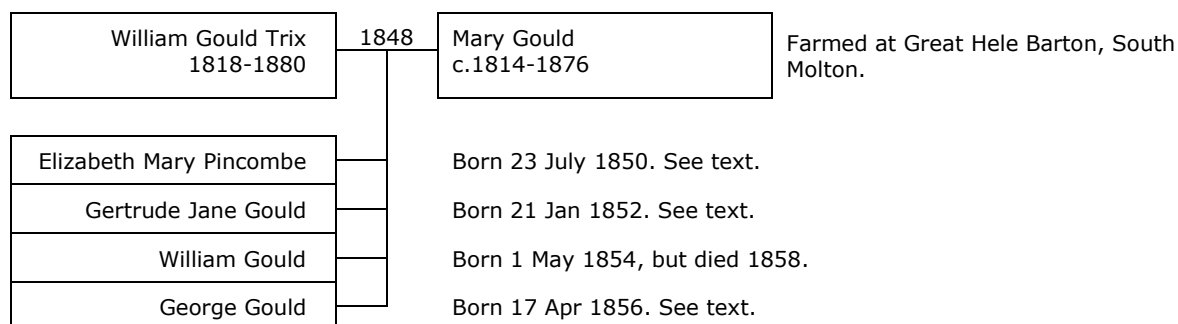 William Gould Trix
1818-1880
1848
Mary Gould
c.1814-1876
Farmed at Great Hele Barton, South
Molton.
Elizabeth Mary Pincombe
Born 23 July 1850. See text.
Gertrude Jane Gould
Born 21 Jan 1852. See text.
William Gould
Born 1 May 1854, but died 1858.
George Gould
Born 17 Apr 1856. See text.